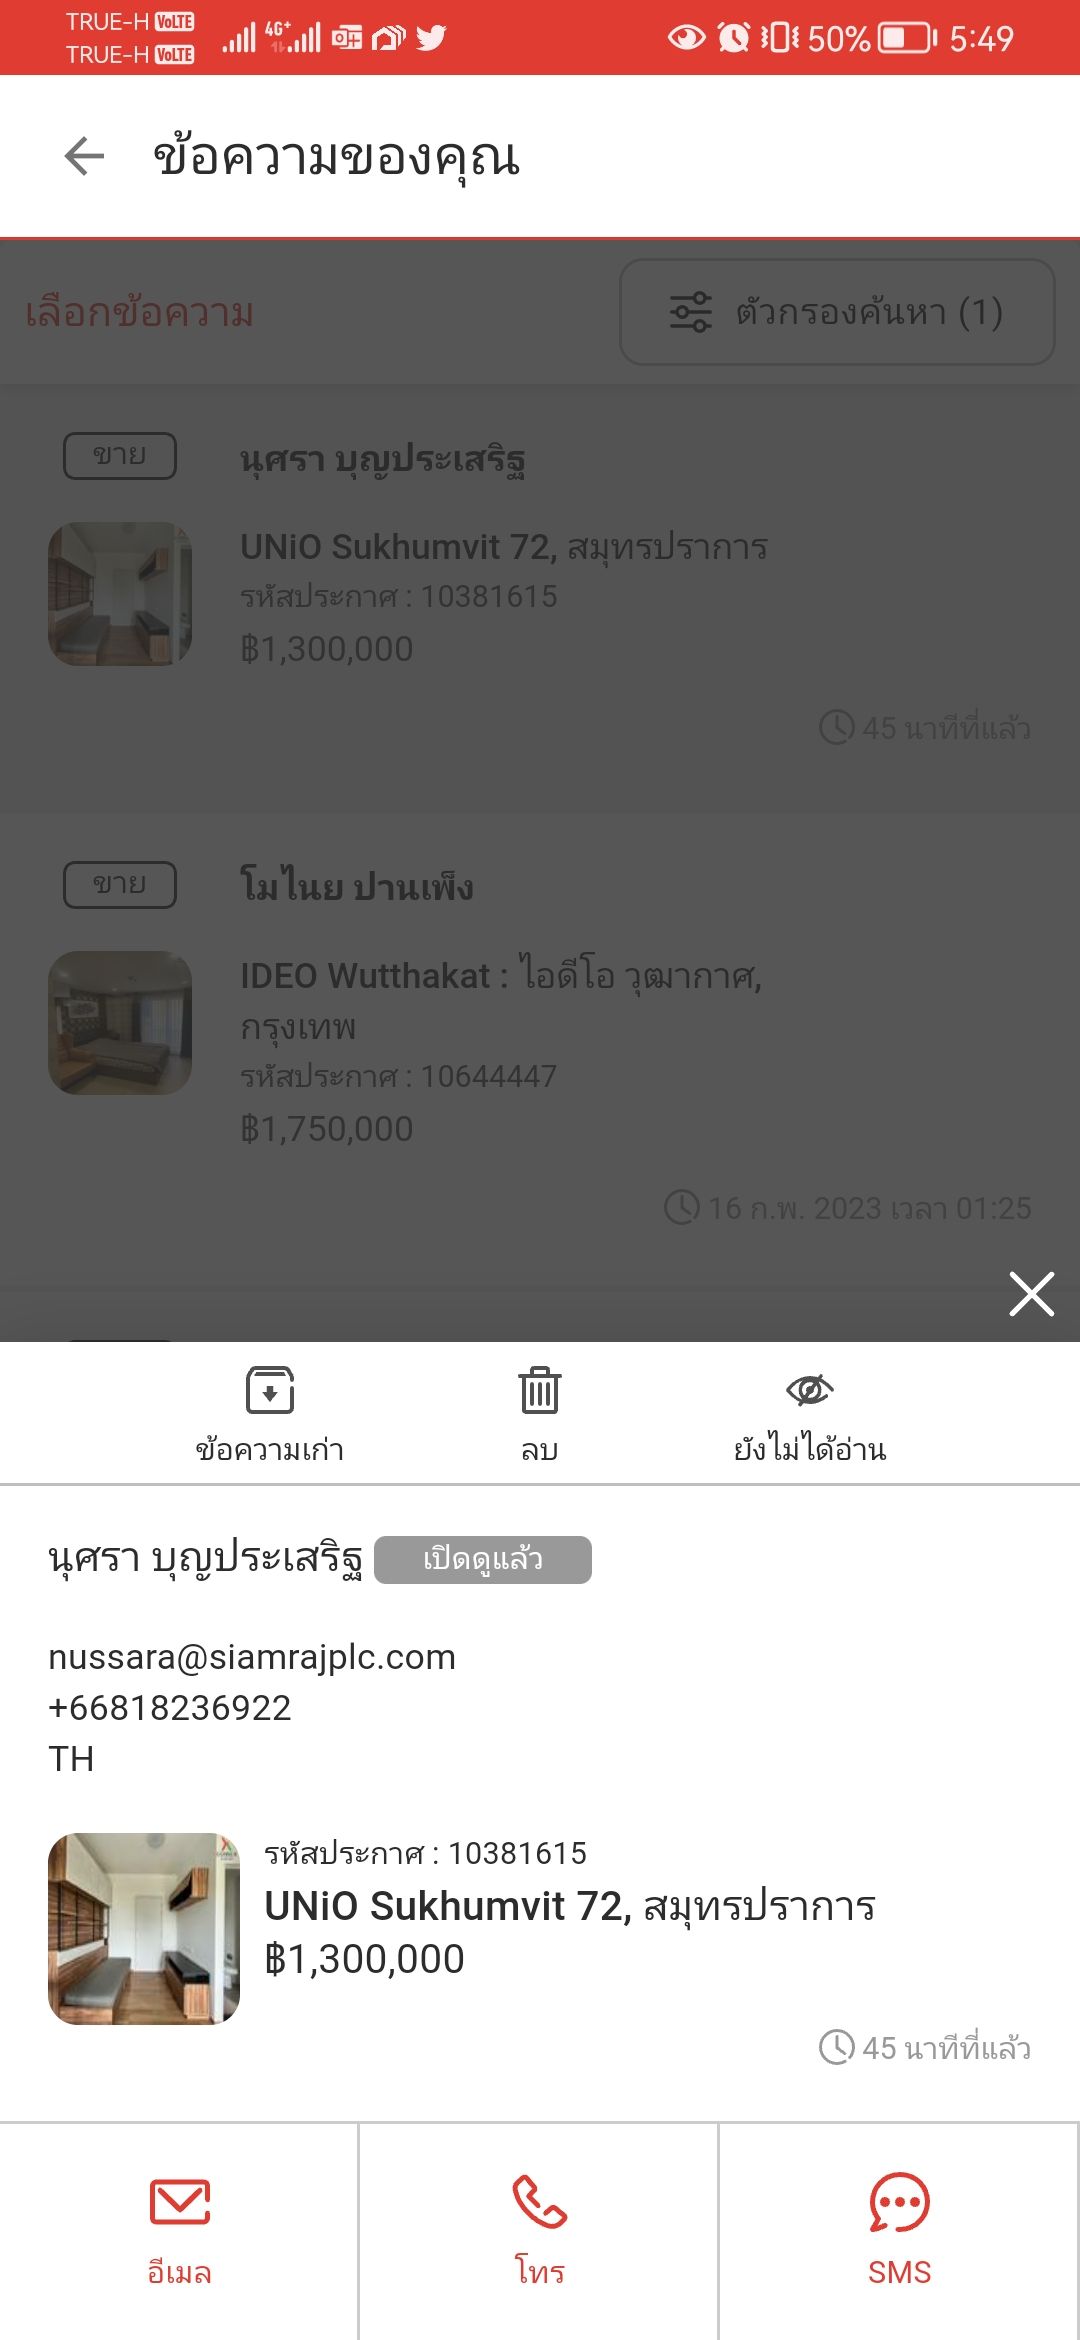 TRUE-H VoLTE
TRUE-H VoLTE
4G+
50% 5:49
ข้อความของคุณ
เลือกข้อความ
ตัวกรองค้นหา (1)
ขาย
นุศรา บุญประเสริฐ
UNiO Sukhumvit 72, สมุทรปราการ
รหัสประกาศ : 10381615
฿1,300,000
45 นาทีที่แล้ว
ขาย
โมไนย ปานเพ็ง
IDEO Wutthakat : ไอดีโอ วุฒากาศ,
กรุงเทพ
รหัสประกาศ : 10644447
฿1,750,000
16 ก.พ. 2023 เวลา 01:25
ข้อความเก่า
ลบ
ยังไม่ได้อ่าน
นุศรา บุญประเสริฐ เปิดดูแล้ว
nussara@siamrajplc.com
+66818236922
TH
รหัสประกาศ : 10381615
UNiO Sukhumvit 72, สมุทรปราการ
฿1,300,000
45 นาทีที่แล้ว
อีเมล
โทร
SMS